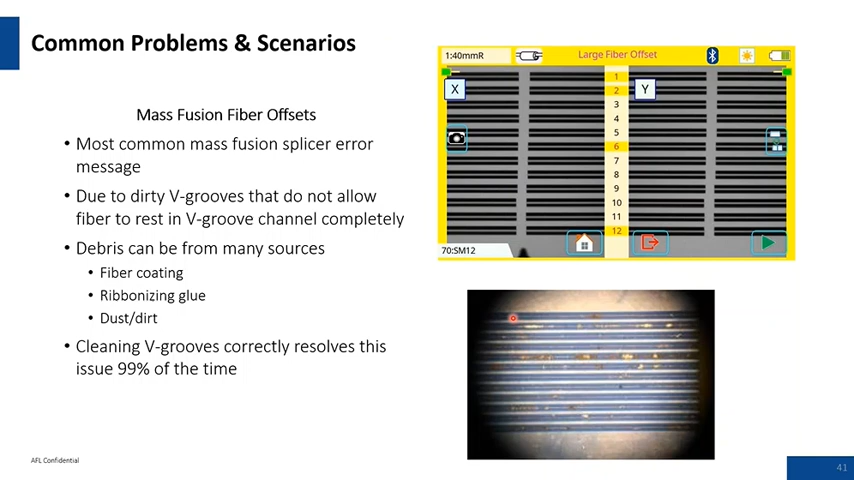 Common Problems & Scenarios
Mass Fusion Fiber Offsets
• Most common mass fusion splicer error
message
• Due to dirty V-grooves that do not allow
fiber to rest in V-groove channel completely
• Debris can be from many sources
• Fiber coating
• Ribbonizing glue
• Dust/dirt
• Cleaning V-grooves correctly resolves this
issue 99% of the time
1:40mmR
Large Fiber Offset
X
Y
1
2
3
4
5
6
7
8
9
10
11
12
70:SM12
AFL Confidential
41